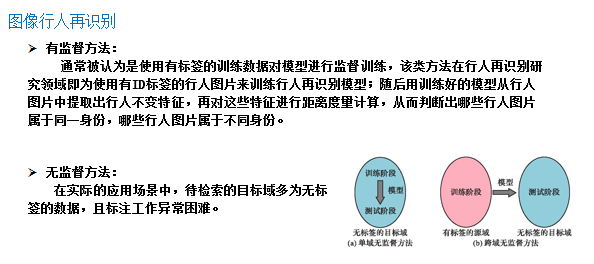 图像行人再识别
➢ 有监督方法：
通常被认为是使用有标签的训练数据对模型进行监督训练，该类方法在行人再识别研
究领域即为使用有ID标签的行人图片来训练行人再识别模型；随后用训练好的模型从行人
图片中提取出行人不变特征，再对这些特征进行距离度量计算，从而判断出哪些行人图片
属于同一身份，哪些行人图片属于不同身份。
➢ 无监督方法：
在实际的应用场景中，待检索的目标域多为无标
签的数据，且标注工作异常困难。
训练阶段
模型
测试阶段
无标签的目标域
(a) 单域无监督方法
训练阶段
模型
测试阶段
有标签的源域
无标签的目标域
(b) 跨域无监督方法